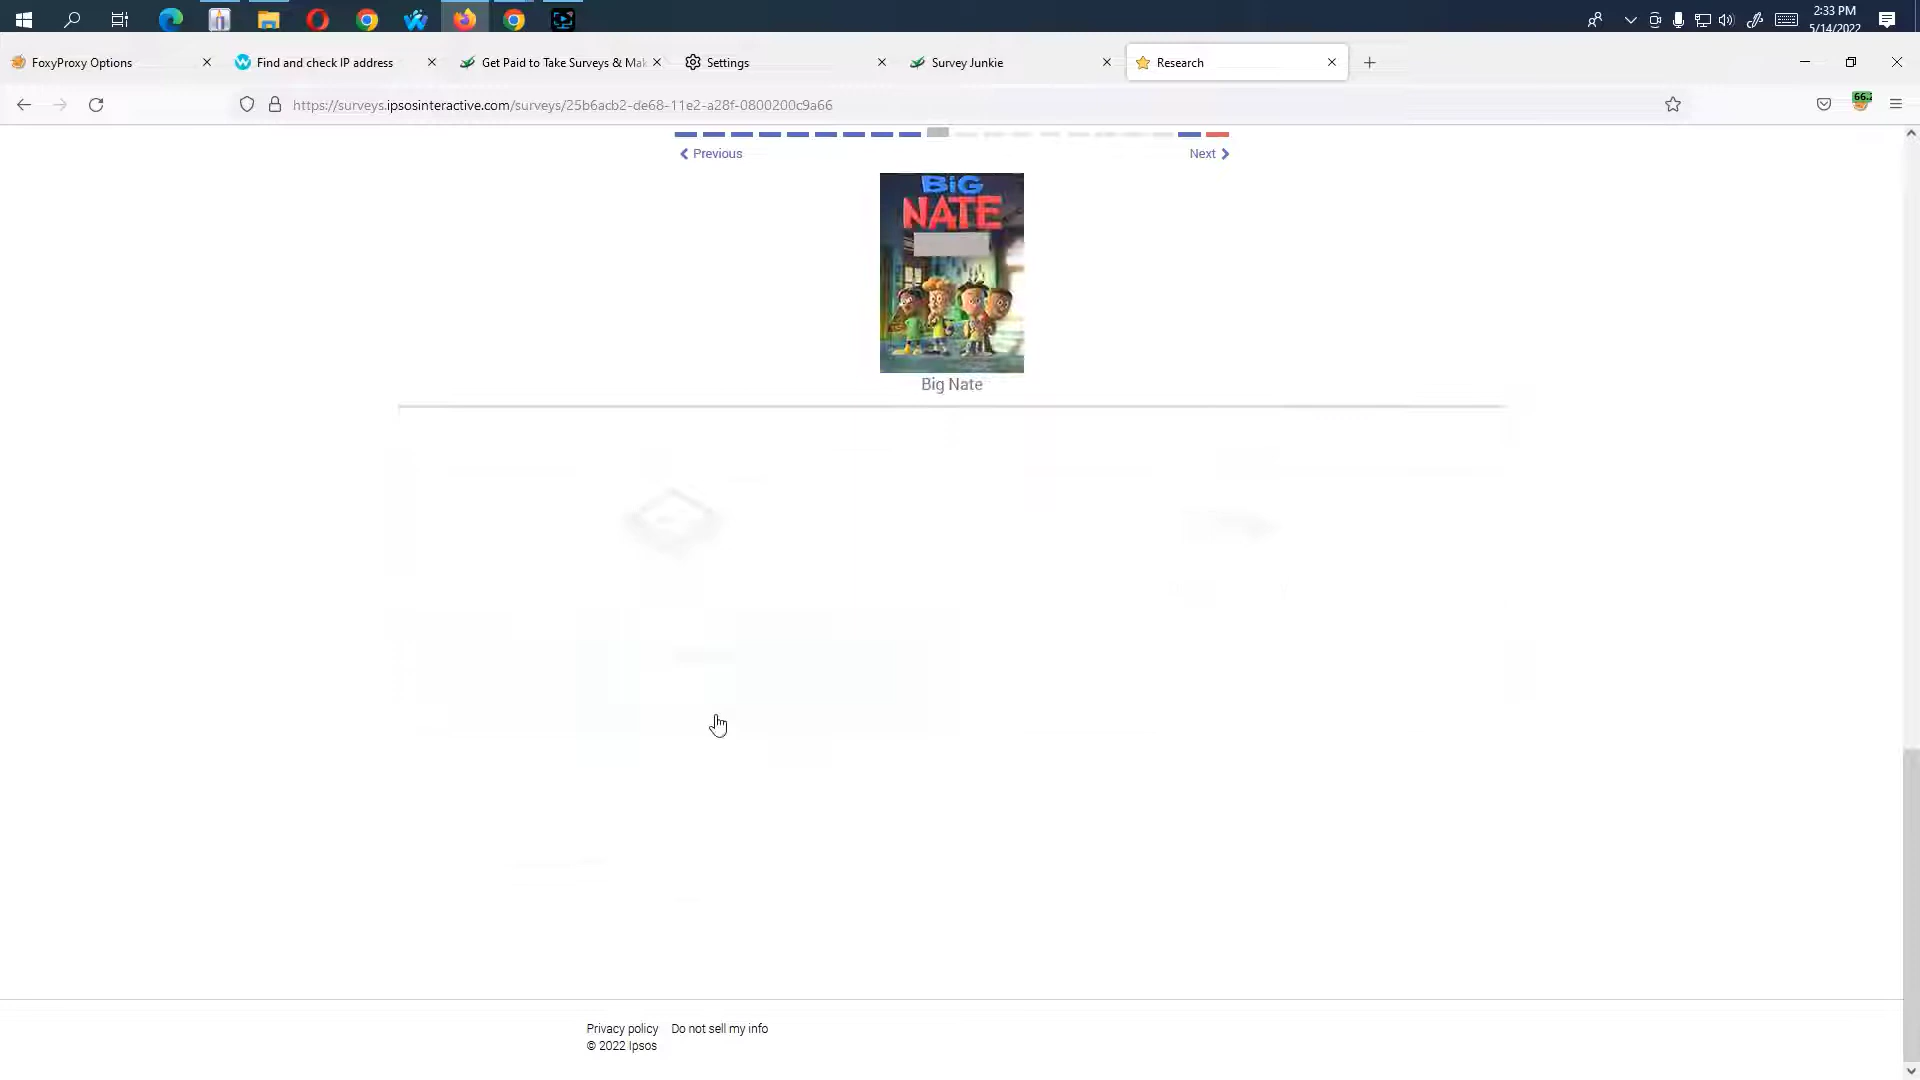 2:33 PM
5/14/2022
FoxyProxy Options
Find and check IP address
Get Paid to Take Surveys & Mak
Settings
Survey Junkie
Research
https://surveys.ipsosinteractive.com/surveys/25b6acb2-de68-11e2-a28f-0800200c9a66
66.2
Previous
Next
BiG
NATE
Big Nate
Privacy policy
Do not sell my info
© 2022 Ipsos